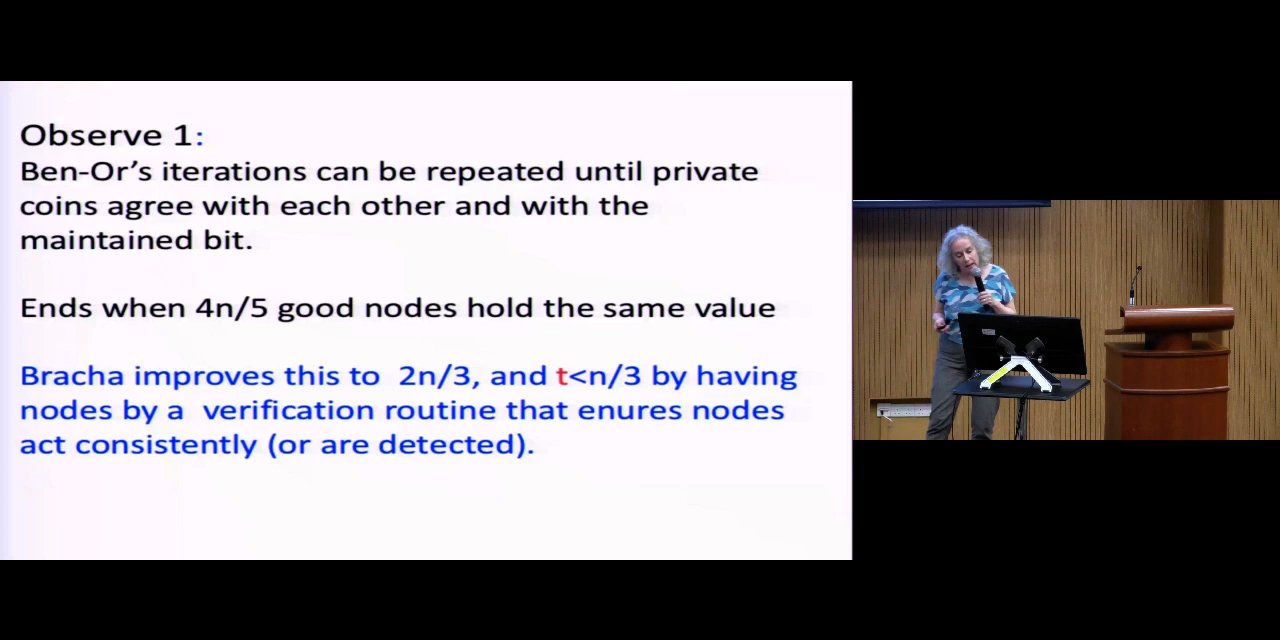 Observe 1:
Ben-Or's iterations can be repeated until private
coins agree with each other and with the
maintained bit.
Ends when 4n/5 good nodes hold the same value
Bracha improves this to 2n/3, and t<n/3 by having
nodes by a verification routine that enures nodes
act consistently (or are detected).